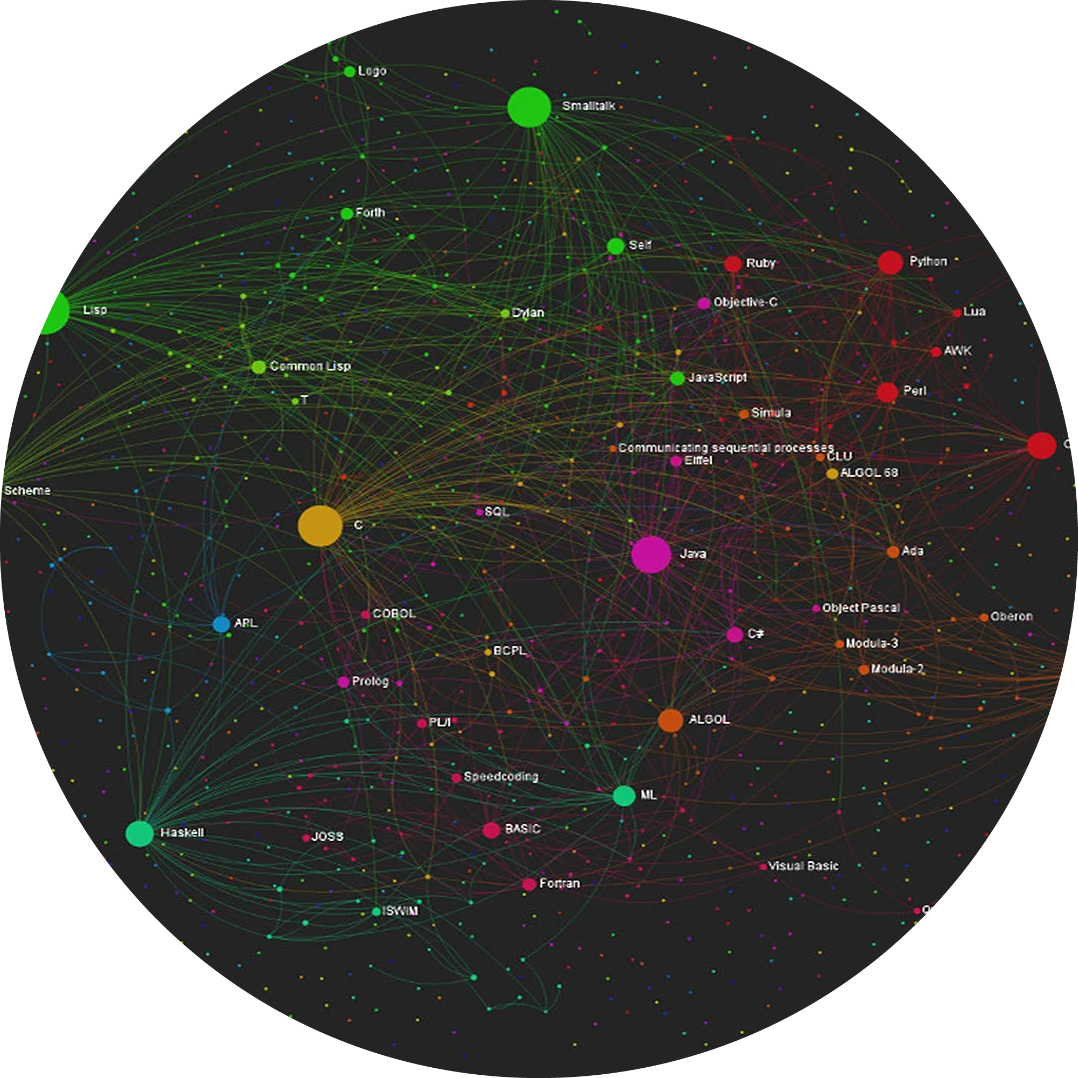 Logo
Smalltalk
Forth
Self
Ruby
Python
Lisp
Objective-C
Lua
Dylan
AWK
Common Lisp
JavaScript
Perl
T
Simula
Communicating sequential processes
CLU
Eiffel
ALGOL 68
Scheme
SQL
C
Java
Ada
Object Pascal
COBOL
Oberon
APL
C#
Modula-3
BCPL
Modula-2
Prolog
ALGOL
PL/I
Speedcoding
ML
BASIC
Haskell
JOSS
Visual Basic
Fortran
ISWIM